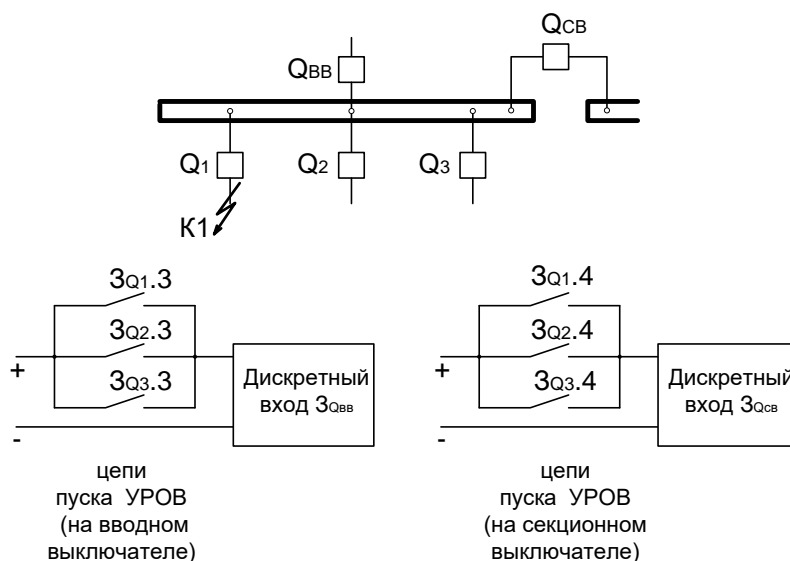 QСВ
QВВ
Q1
Q2
Q3
К1
ЗQ1.3
ЗQ2.3
ЗQ3.3
+
-
Дискретный
вход ЗQвв
цепи
пуска УРОВ
(на вводном
выключателе)
ЗQ1.4
ЗQ2.4
ЗQ3.4
+
-
Дискретный
вход ЗQсв
цепи
пуска УРОВ
(на секционном
выключателе)